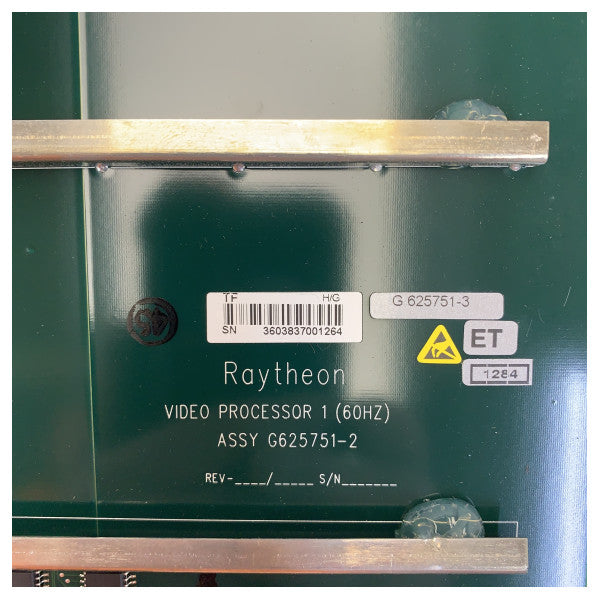 TF H/G
SN 3603837001264
G 625751-3
45
ET
1284
Raytheon
VIDEO PROCESSOR 1 (60HZ)
ASSY G625751-2
REV-____/_____ S/N_______